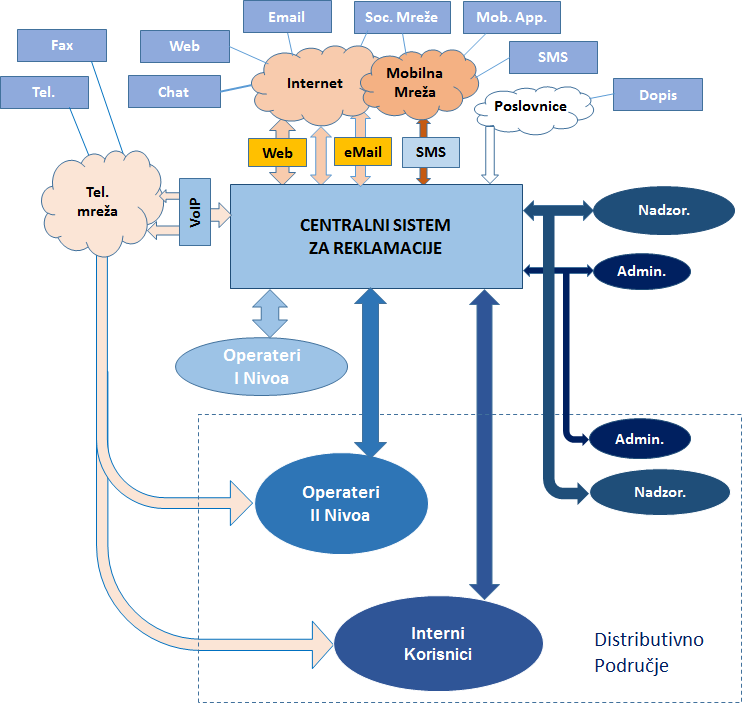 Email
Soc. Mreže
Mob. App.
Fax
Web
SMS
Tel.
Chat
Internet
Mobilna
Mreža
Poslovnice
Dopis
Web
eMail
SMS
Tel.
mreža
VoIP
CENTRALNI SISTEM
ZA REKLAMACIJE
Nadzor.
Admin.
Operateri
I Nivoa
Admin.
Operateri
II Nivoa
Nadzor.
Interni
Korisnici
Distributivno
Područje